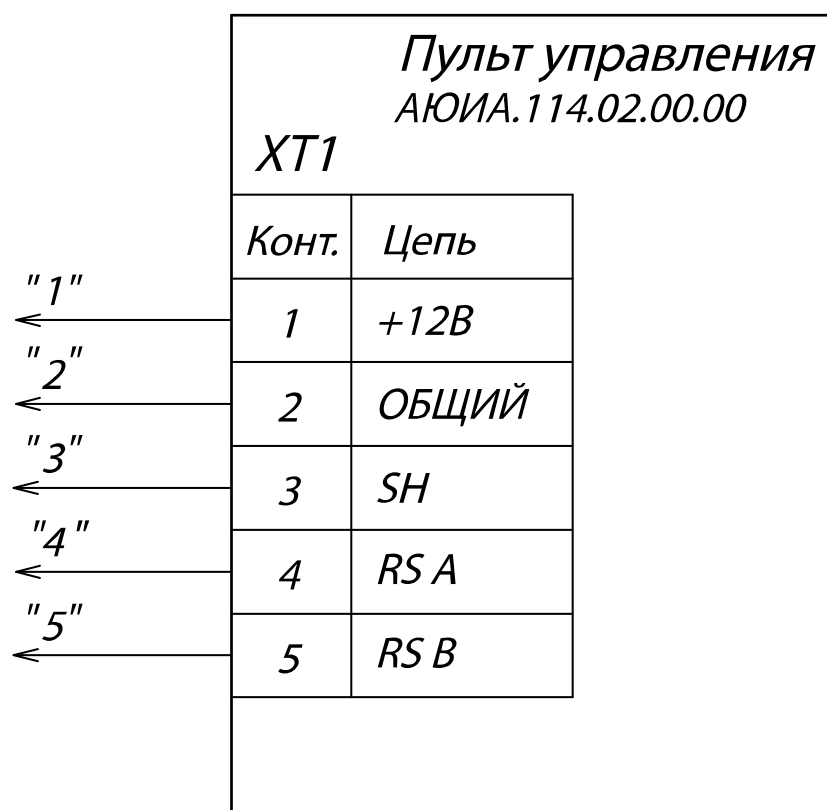 Пульт управления
АЮИА.114.02.00.00
XT1
Конт. Цепь
"1" 1 +12В
"2" 2 ОБЩИЙ
"3" 3 SH
"4" 4 RS A
"5" 5 RS B